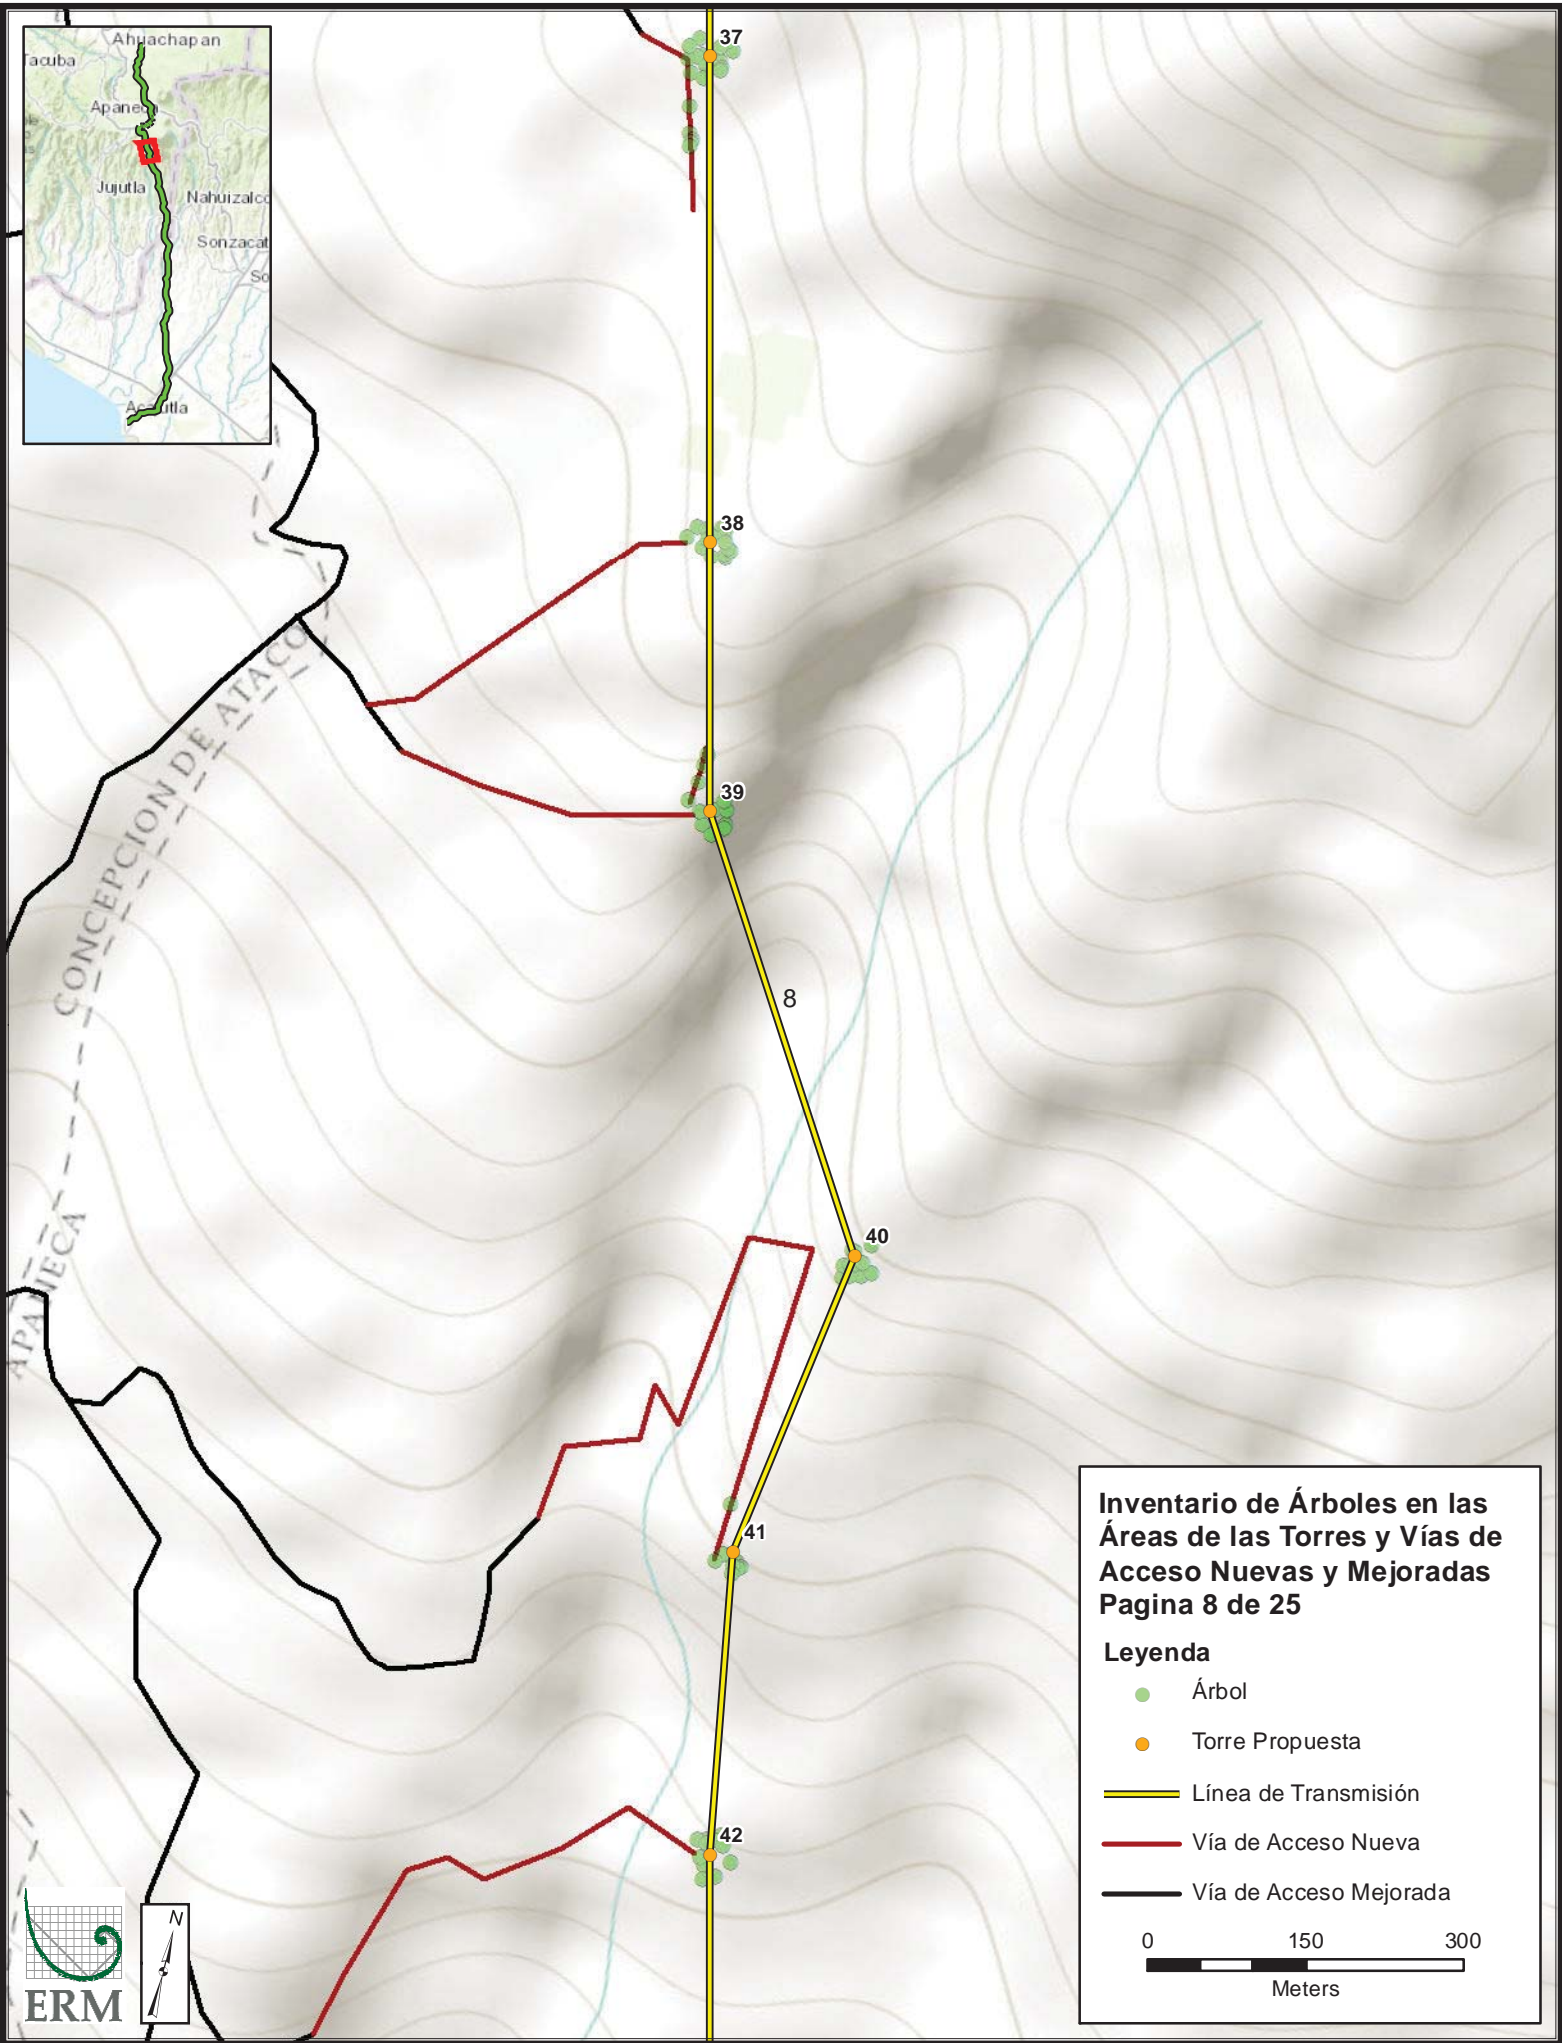 Ahuachapan
Tacuba
Jujutla
Nahuizalco
Sonzacat
So
37
38
39
8
40
41
42
CONCEPCION DE ATACO
APANECA
Inventario de Árboles en las
Áreas de las Torres y Vías de
Acceso Nuevas y Mejoradas
Pagina 8 de 25
Leyenda
Árbol
Torre Propuesta
Línea de Transmisión
Vía de Acceso Nueva
Vía de Acceso Mejorada
0 150 300
Meters
N
ERM